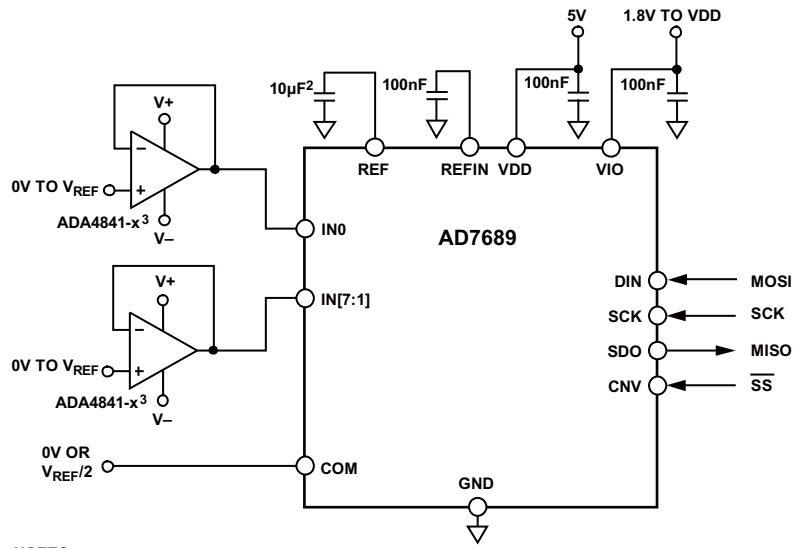 5V
1.8V TO VDD
10µF2
100nF
100nF
100nF
V+
−
+
0V TO VREF
ADA4841-x3
V−
REF
REFIN
VDD
VIO
IN0
AD7689
V+
−
+
0V TO VREF
ADA4841-x3
V−
IN[7:1]
DIN
MOSI
SCK
SCK
SDO
MISO
CNV
SS
0V OR
VREF/2
COM
GND